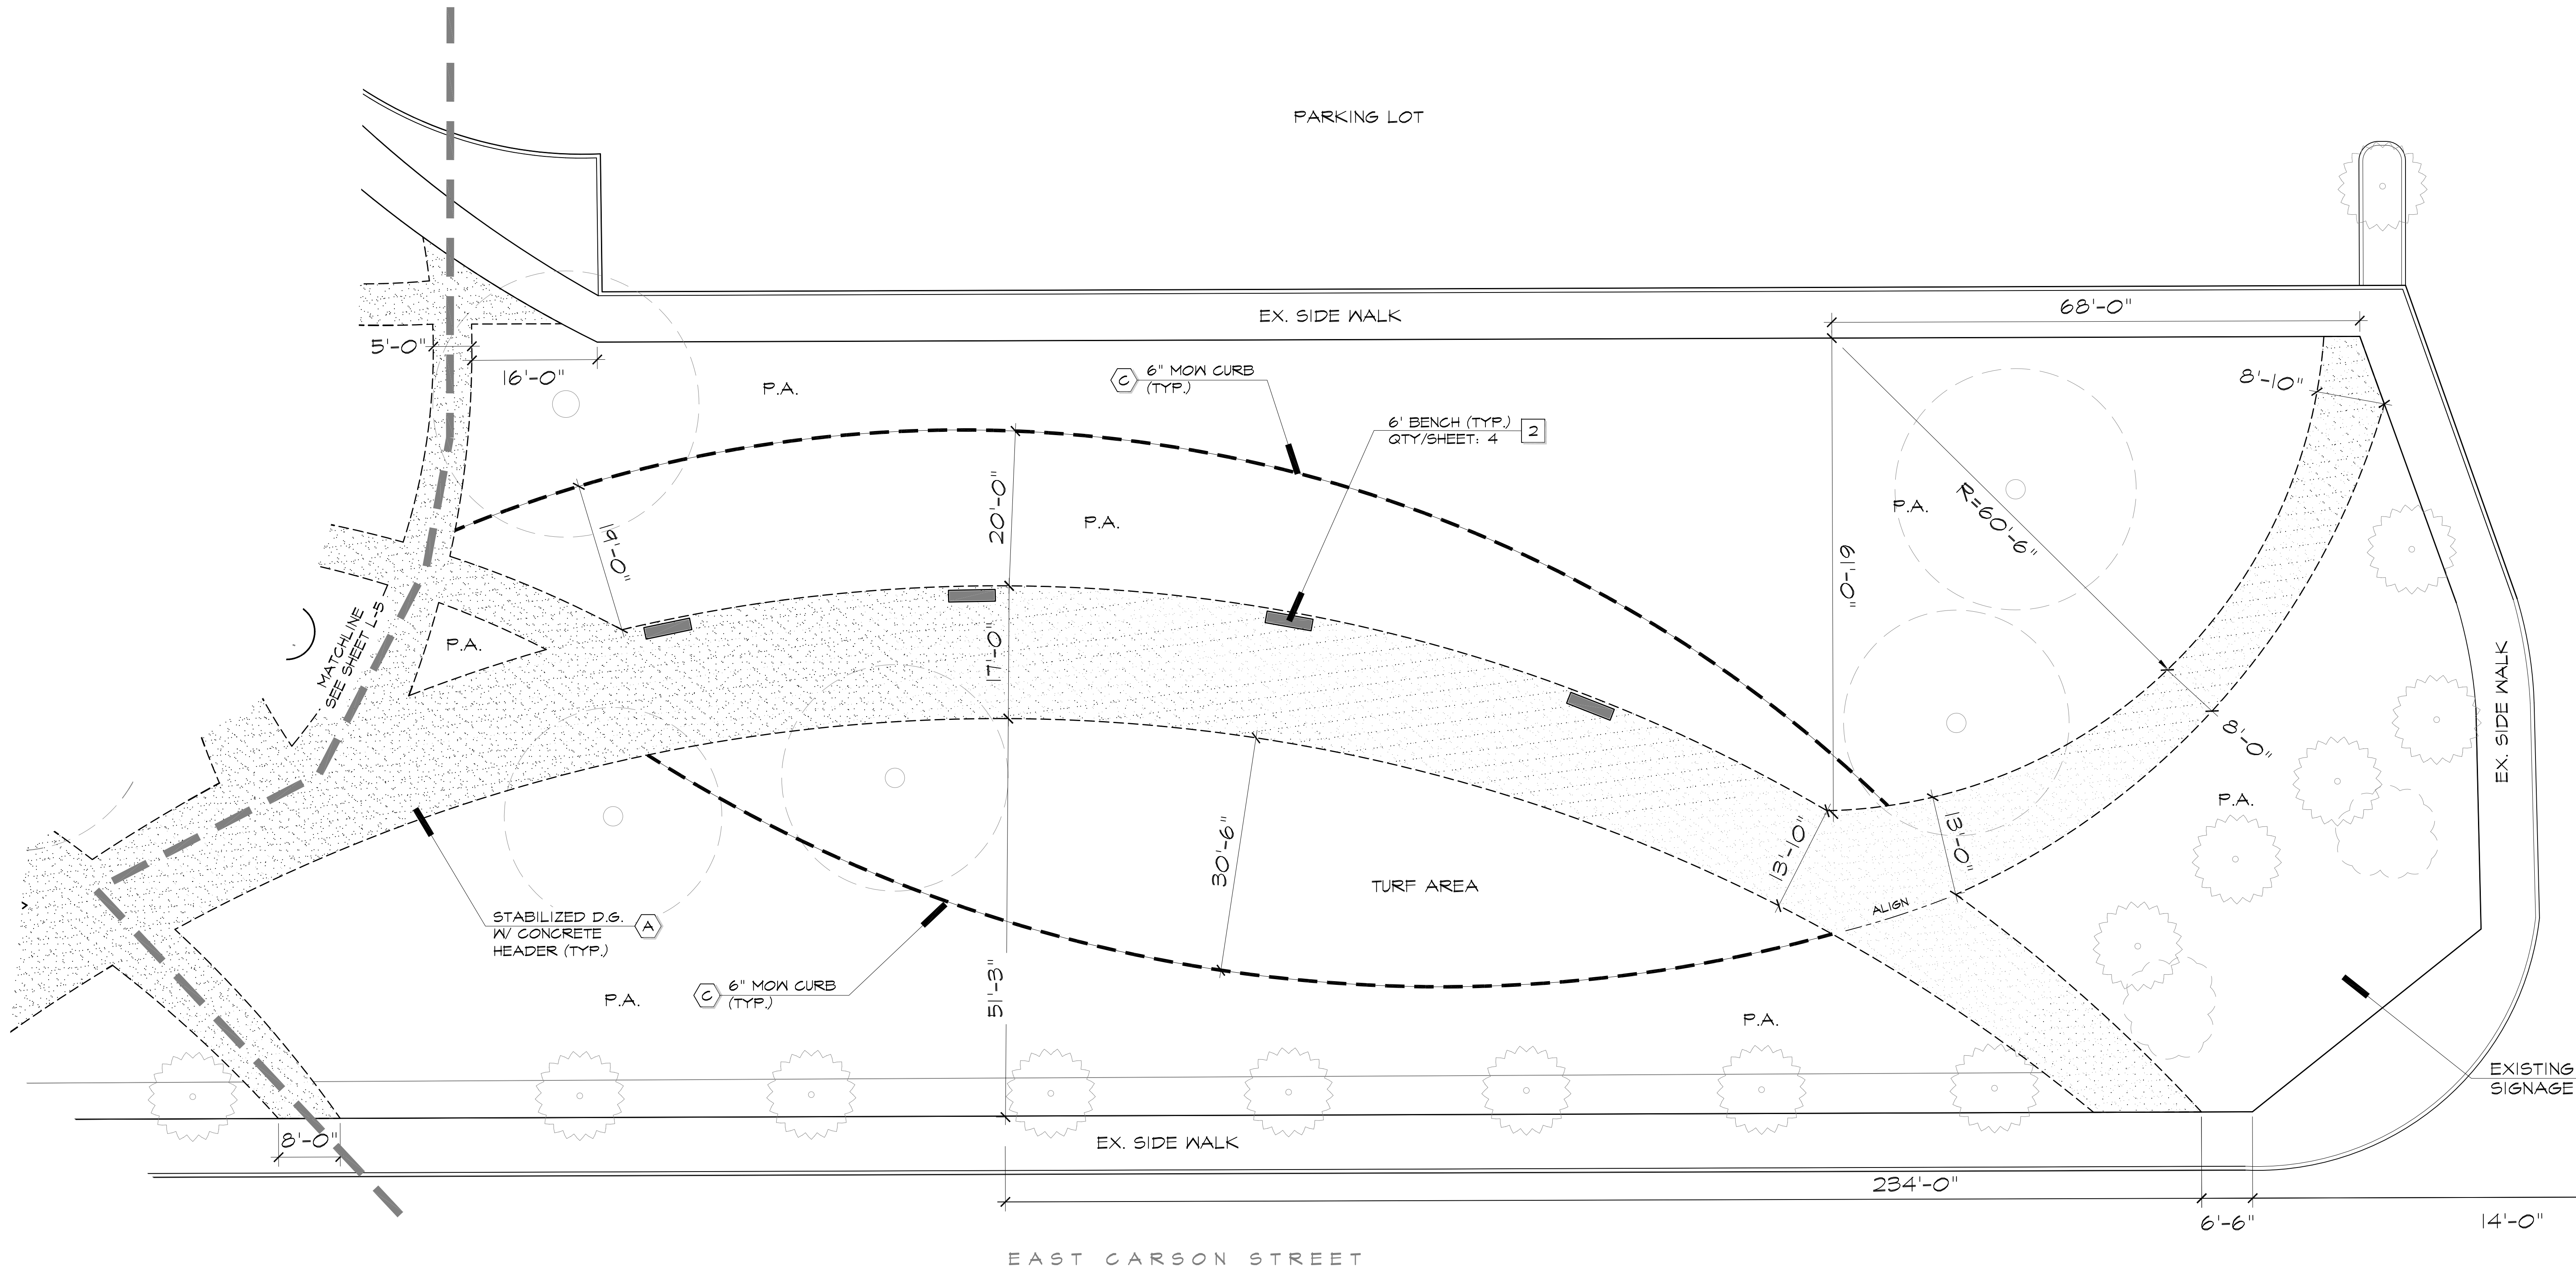 PARKING LOT
68'-0"
EX. SIDE WALK
5'-0"
16'-0"
8'-10"
P.A.
C
6" MOW CURB
(TYP.)
6' BENCH (TYP.)
QTY/SHEET: 4
2
20'-0"
P.A.
P.A.
R=60'-6"
19'-0"
61'-0"
MATCHLINE
SEE SHEET L-5
P.A.
17'-0"
EX. SIDE WALK
8'-0"
P.A.
30'-6"
13'-10"
13'-0"
TURF AREA
ALIGN
STABILIZED D.G.
W/ CONCRETE
HEADER (TYP.)
A
P.A.
C
6" MOW CURB
(TYP.)
51'-3"
P.A.
EXISTING
SIGNAGE
8'-0"
EX. SIDE WALK
234'-0"
6'-6"
14'-0"
EAST CARSON STREET